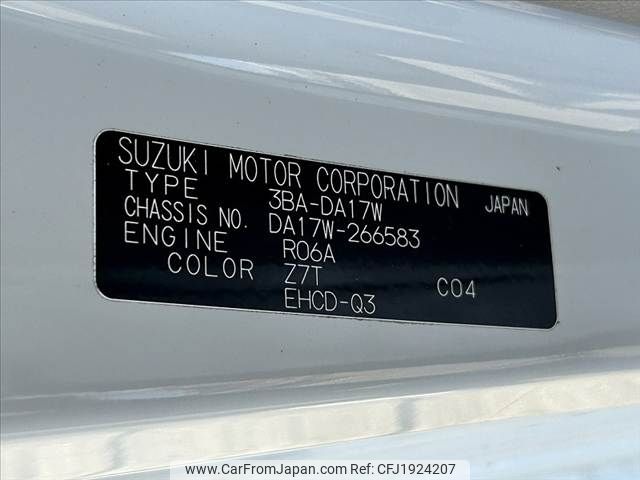 SUZUKI MOTOR CORPORATION JAPAN
TYPE 3BA-DA17W
CHASSIS NO. DA17W-266583
ENGINE R06A
COLOR Z7T C04
EHCD-Q3
www.CarFromJapan.com Ref: CFJ1924207